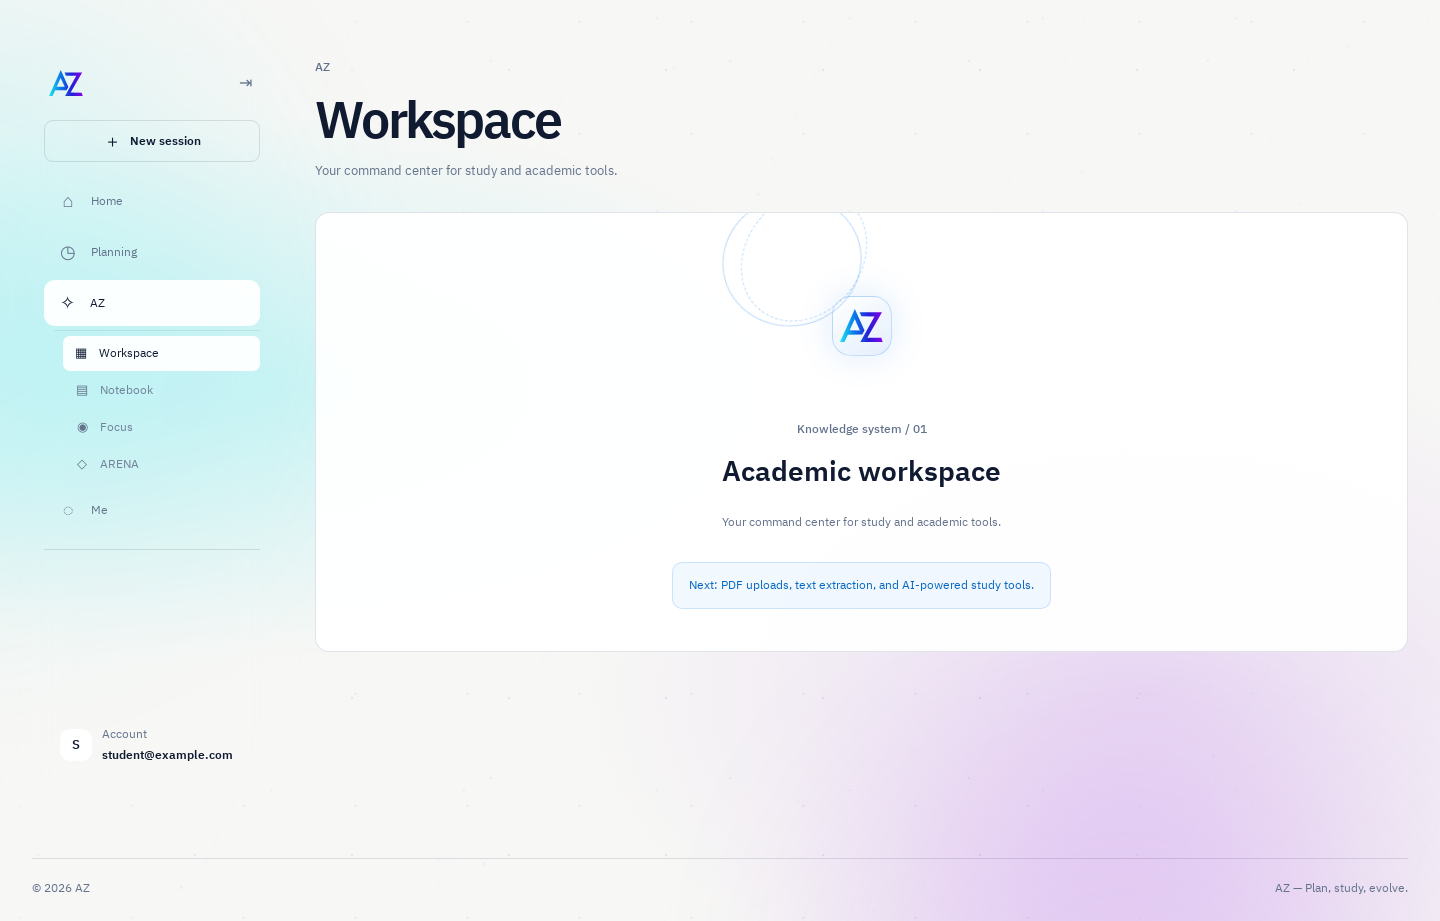 AZ
New session
Home
Planning
AZ
Workspace
Notebook
Focus
ARENA
Me
S
Account
student@example.com
AZ
Workspace
Your command center for study and academic tools.
AZ
Knowledge system / 01
Academic workspace
Your command center for study and academic tools.
Next: PDF uploads, text extraction, and AI-powered study tools.
© 2026 AZ
AZ — Plan, study, evolve.